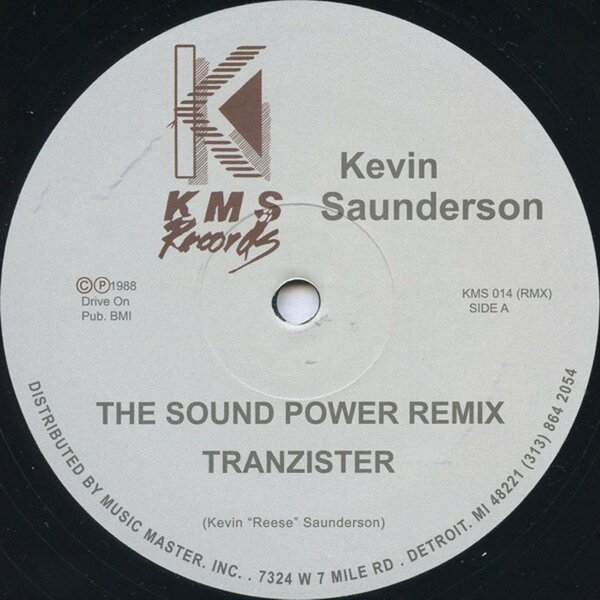 K
KMS
Records
Kevin
Saunderson
©℗1988
Drive On
Pub. BMI
KMS 014 (RMX)
SIDE A
THE SOUND POWER REMIX
TRANZISTER
(Kevin "Reese" Saunderson)
DISTRIBUTED BY MUSIC MASTER. INC. . 7324 W 7 MILE RD . DETROIT. MI 48221 (313) 864 2054